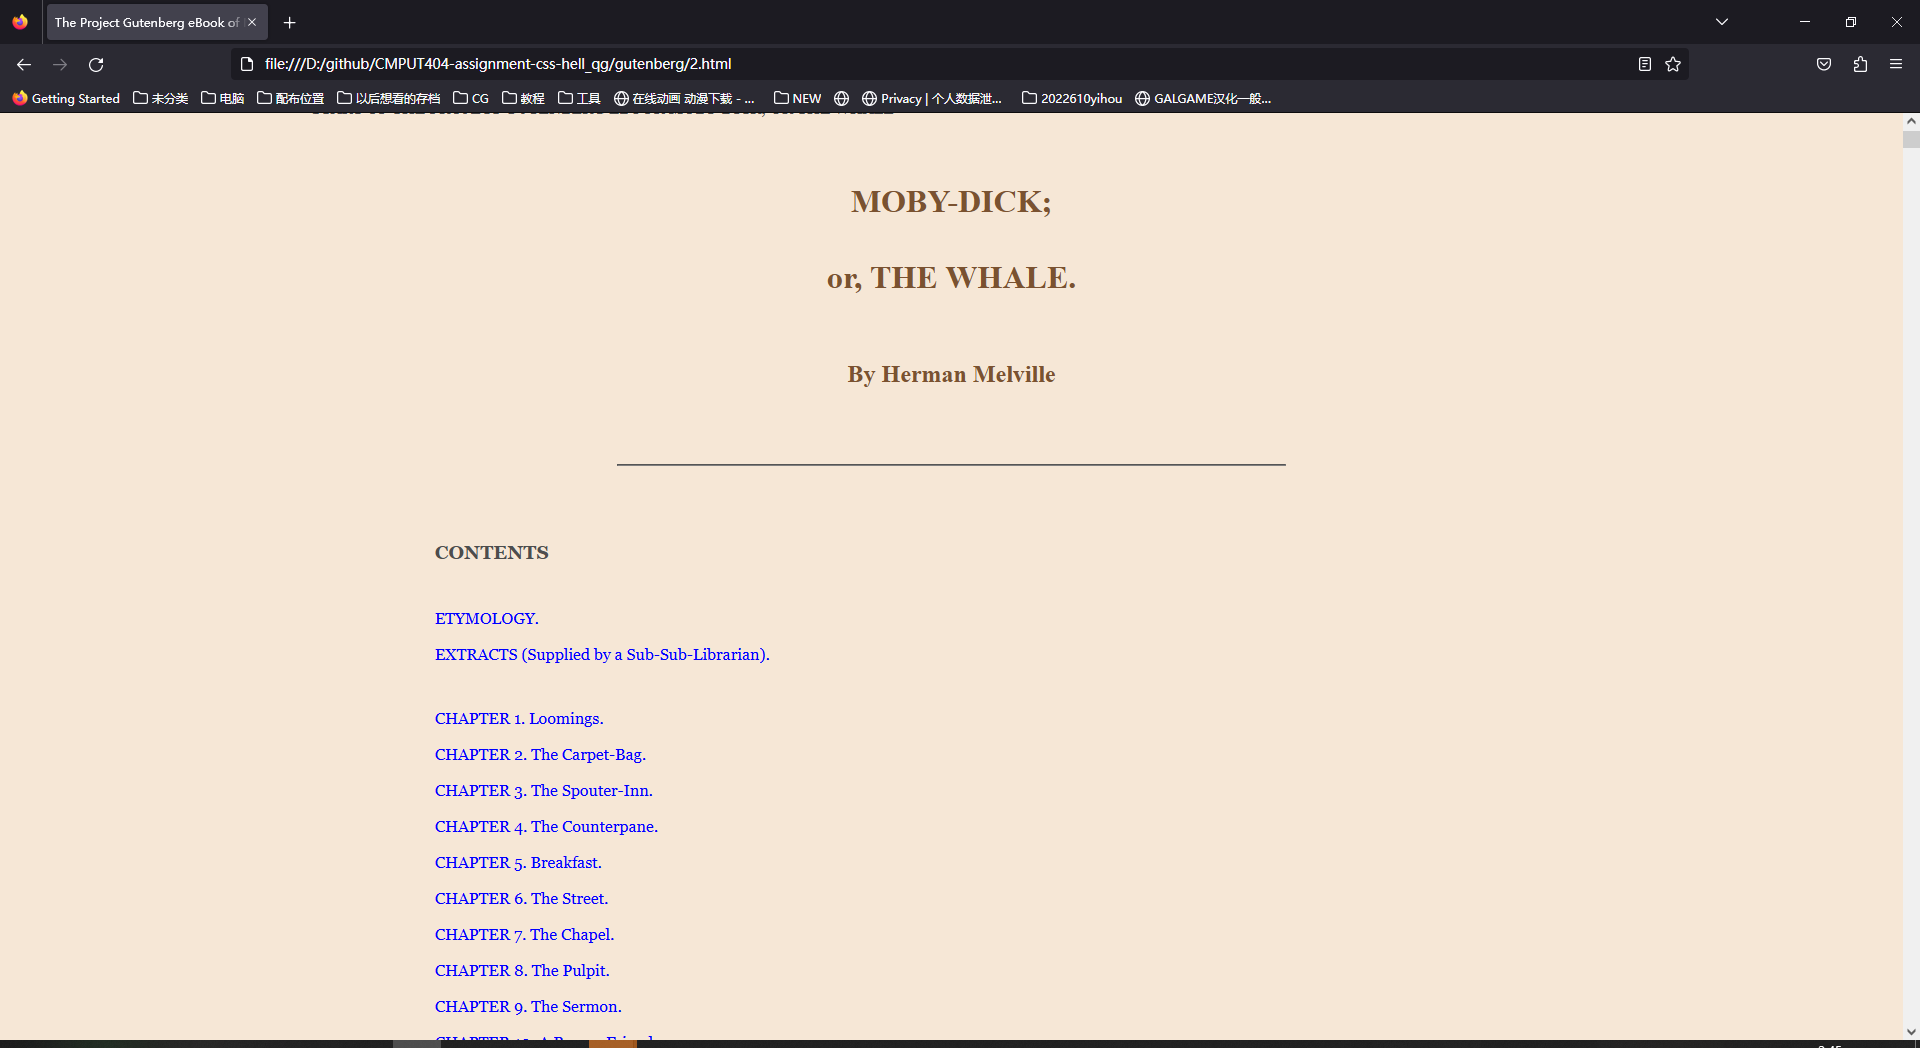 The Project Gutenberg eBook of
file:///D:/github/CMPUT404-assignment-css-hell_qg/gutenberg/2.html
Getting Started 未分类 电脑 配布位置 以后想看的存档 CG 教程 工具 在线动画 动漫下载 - ... NEW Privacy | 个人数据泄... 2022610yihou GALGAME汉化一般...
MOBY-DICK;
or, THE WHALE.
By Herman Melville
CONTENTS
ETYMOLOGY.
EXTRACTS (Supplied by a Sub-Sub-Librarian).
CHAPTER 1. Loomings.
CHAPTER 2. The Carpet-Bag.
CHAPTER 3. The Spouter-Inn.
CHAPTER 4. The Counterpane.
CHAPTER 5. Breakfast.
CHAPTER 6. The Street.
CHAPTER 7. The Chapel.
CHAPTER 8. The Pulpit.
CHAPTER 9. The Sermon.